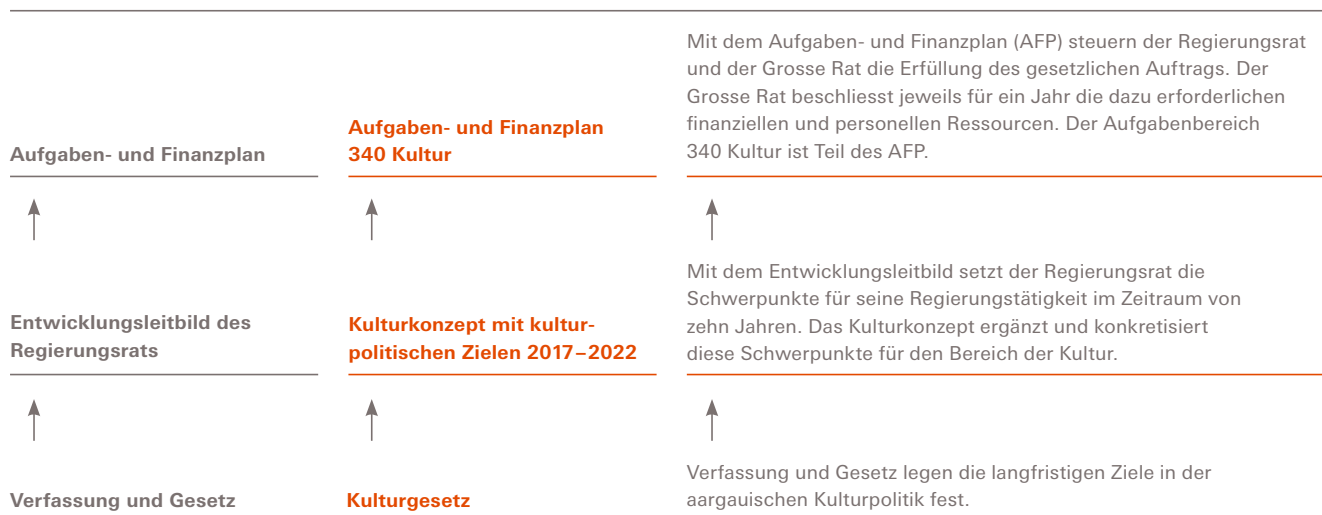 Aufgaben- und Finanzplan
Aufgaben- und Finanzplan
340 Kultur
Mit dem Aufgaben- und Finanzplan (AFP) steuern der Regierungsrat
und der Grosse Rat die Erfüllung des gesetzlichen Auftrags. Der
Grosse Rat beschliesst jeweils für ein Jahr die dazu erforderlichen
finanziellen und personellen Ressourcen. Der Aufgabenbereich
340 Kultur ist Teil des AFP.
Entwicklungsleitbild des
Regierungsrats
Kulturkonzept mit kultur-
politischen Zielen 2017–2022
Mit dem Entwicklungsleitbild setzt der Regierungsrat die
Schwerpunkte für seine Regierungstätigkeit im Zeitraum von
zehn Jahren. Das Kulturkonzept ergänzt und konkretisiert
diese Schwerpunkte für den Bereich der Kultur.
Verfassung und Gesetz
Kulturgesetz
Verfassung und Gesetz legen die langfristigen Ziele in der
aargauischen Kulturpolitik fest.